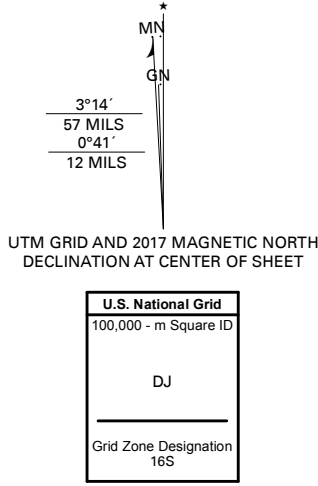 MN
GN
3°14´
57 MILS
0°41´
12 MILS
UTM GRID AND 2017 MAGNETIC NORTH
DECLINATION AT CENTER OF SHEET
U.S. National Grid
100,000 - m Square ID
DJ
Grid Zone Designation
16S